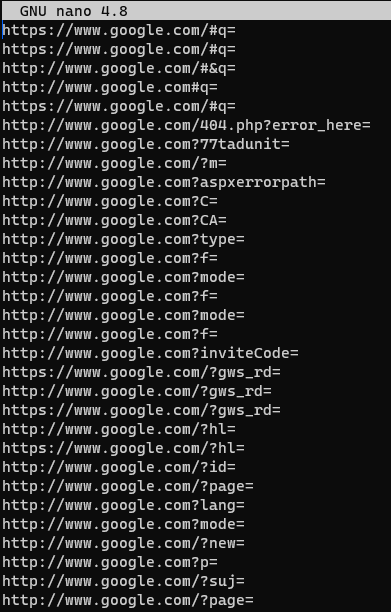 GNU nano 4.8
https://www.google.com/#q=
https://www.google.com/#q=
http://www.google.com/#&q=
http://www.google.com#q=
https://www.google.com/#q=
http://www.google.com/404.php?error_here=
http://www.google.com?77tadunit=
http://www.google.com/?m=
http://www.google.com?aspxerrorpath=
http://www.google.com?C=
http://www.google.com?CA=
http://www.google.com?type=
http://www.google.com?f=
http://www.google.com?mode=
http://www.google.com?f=
http://www.google.com?mode=
http://www.google.com?f=
http://www.google.com?inviteCode=
https://www.google.com/?gws_rd=
http://www.google.com/?gws_rd=
https://www.google.com/?gws_rd=
http://www.google.com/?hl=
https://www.google.com/?hl=
http://www.google.com/?id=
http://www.google.com/?page=
http://www.google.com?lang=
http://www.google.com?mode=
http://www.google.com/?new=
http://www.google.com?p=
http://www.google.com/?suj=
http://www.google.com/?page=